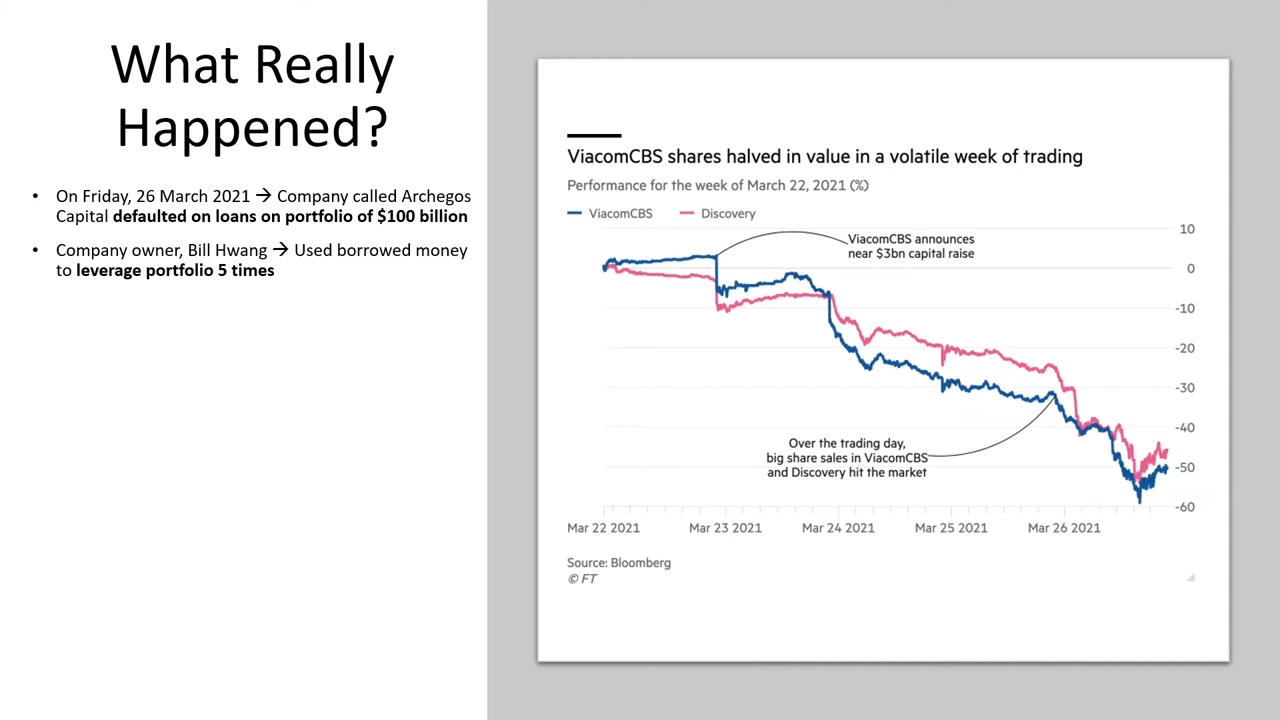 What Really
Happened?
• On Friday, 26 March 2021 → Company called Archegos
Capital defaulted on loans on portfolio of $100 billion
• Company owner, Bill Hwang → Used borrowed money
to leverage portfolio 5 times
ViacomCBS shares halved in value in a volatile week of trading
Performance for the week of March 22, 2021 (%)
ViacomCBS Discovery
10
ViacomCBS announces
near $3bn capital raise
0
-10
-20
-30
-40
Over the trading day,
big share sales in ViacomCBS
and Discovery hit the market
-50
-60
Mar 22 2021 Mar 23 2021 Mar 24 2021 Mar 25 2021 Mar 26 2021
Source: Bloomberg
© FT